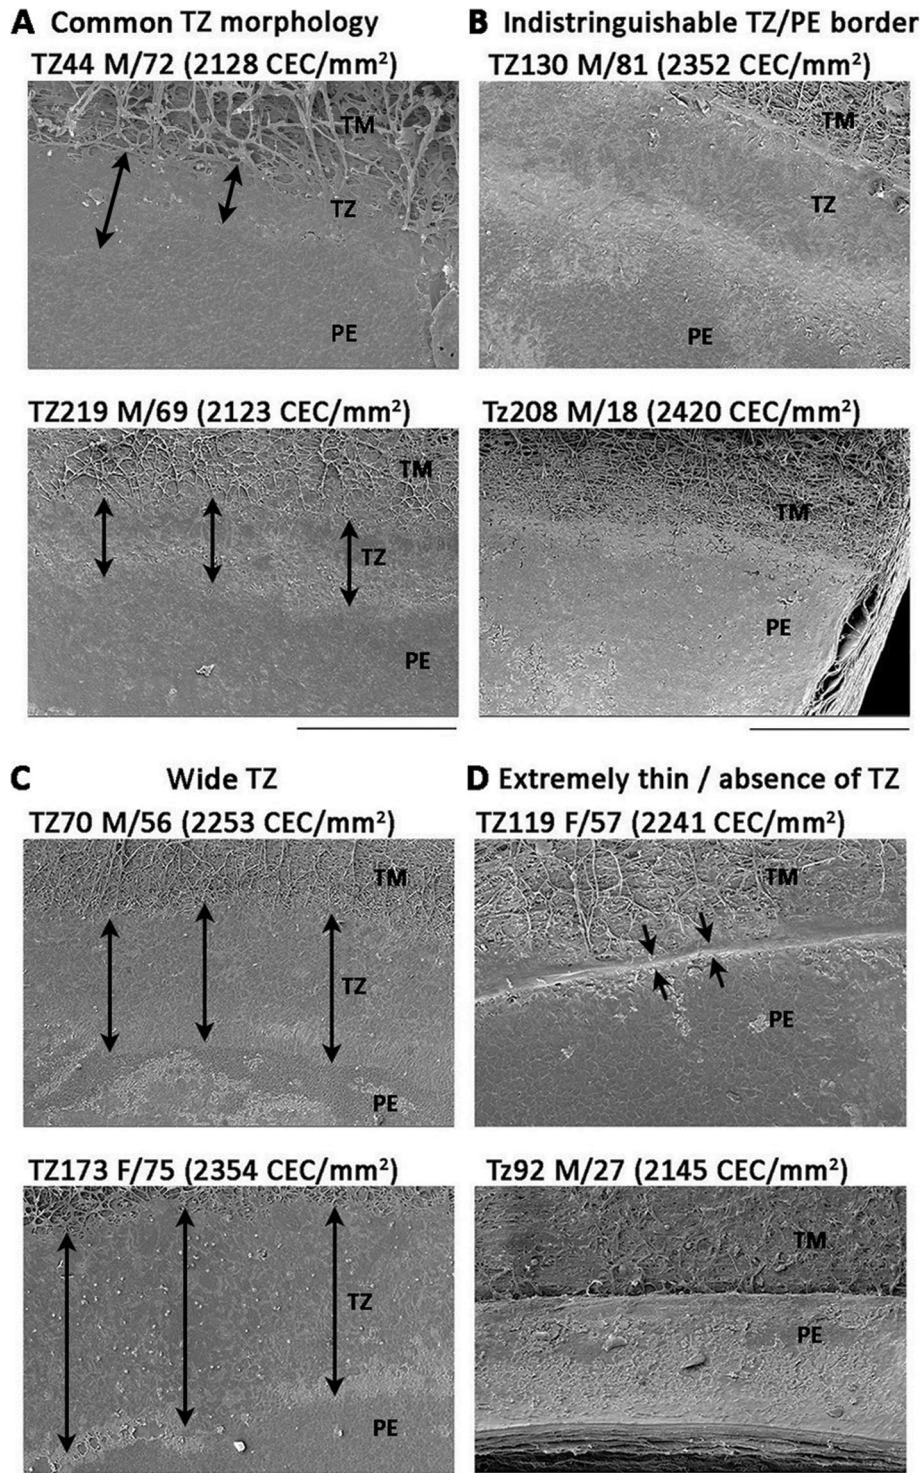 A Common TZ morphology
TZ44 M/72 (2128 CEC/mm²)
TM
TZ
PE
TZ219 M/69 (2123 CEC/mm²)
TM
TZ
PE
B Indistringuishable TZ/PE border
TZ130 M/81 (2352 CEC/mm²)
TM
TZ
PE
Tz208 M/18 (2420 CEC/mm²)
TM
PE
C Wide TZ
TZ70 M/56 (2253 CEC/mm²)
TM
TZ
PE
TZ173 F/75 (2354 CEC/mm²)
TZ
PE
D Extremely thin / absence of TZ
TZ119 F/57 (2241 CEC/mm²)
TM
PE
Tz92 M/27 (2145 CEC/mm²)
TM
PE